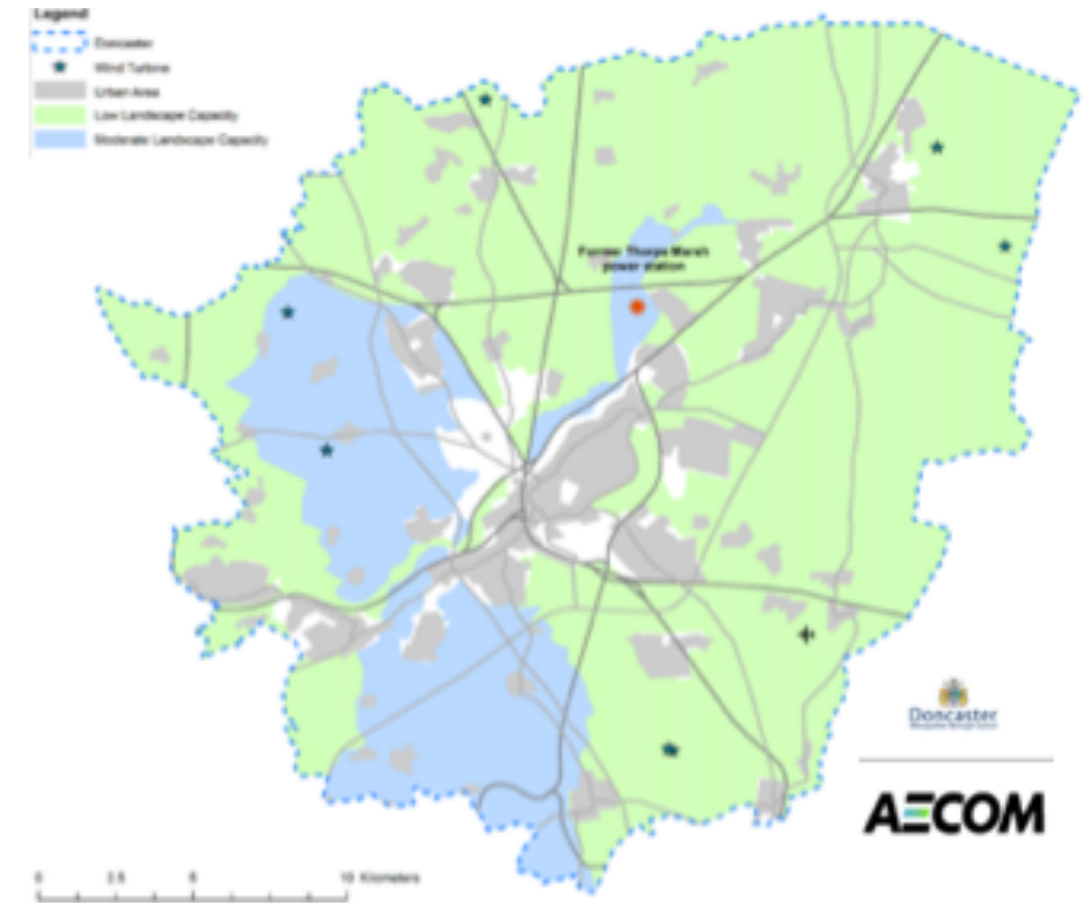 Legend
Doncaster
Wind Turbine
Urban Area
Low Landscape Capacity
Moderate Landscape Capacity
Former Thorpe Marsh
power station
Doncaster
AECOM
0 2.5 5 10 Kilometers